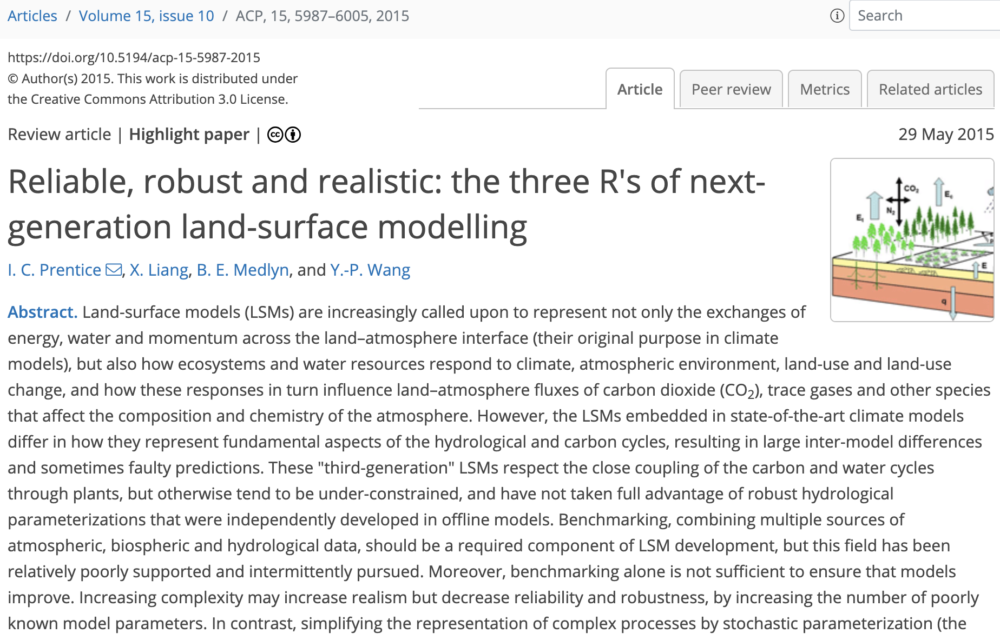 Articles / Volume 15, issue 10 / ACP, 15, 5987–6005, 2015
Search
https://doi.org/10.5194/acp-15-5987-2015
© Author(s) 2015. This work is distributed under
the Creative Commons Attribution 3.0 License.
Article
Peer review
Metrics
Related articles
Review article | Highlight paper |
29 May 2015
Reliable, robust and realistic: the three R's of next-
generation land-surface modelling
I. C. Prentice, X. Liang, B. E. Medlyn, and Y.-P. Wang
CO₂
E꜀
N₂
Eₜ
E
q
Abstract. Land-surface models (LSMs) are increasingly called upon to represent not only the exchanges of
energy, water and momentum across the land–atmosphere interface (their original purpose in climate
models), but also how ecosystems and water resources respond to climate, atmospheric environment, land-use and land-use
change, and how these responses in turn influence land–atmosphere fluxes of carbon dioxide (CO₂), trace gases and other species
that affect the composition and chemistry of the atmosphere. However, the LSMs embedded in state-of-the-art climate models
differ in how they represent fundamental aspects of the hydrological and carbon cycles, resulting in large inter-model differences
and sometimes faulty predictions. These "third-generation" LSMs respect the close coupling of the carbon and water cycles
through plants, but otherwise tend to be under-constrained, and have not taken full advantage of robust hydrological
parameterizations that were independently developed in offline models. Benchmarking, combining multiple sources of
atmospheric, biospheric and hydrological data, should be a required component of LSM development, but this field has been
relatively poorly supported and intermittently pursued. Moreover, benchmarking alone is not sufficient to ensure that models
improve. Increasing complexity may increase realism but decrease reliability and robustness, by increasing the number of poorly
known model parameters. In contrast, simplifying the representation of complex processes by stochastic parameterization (the